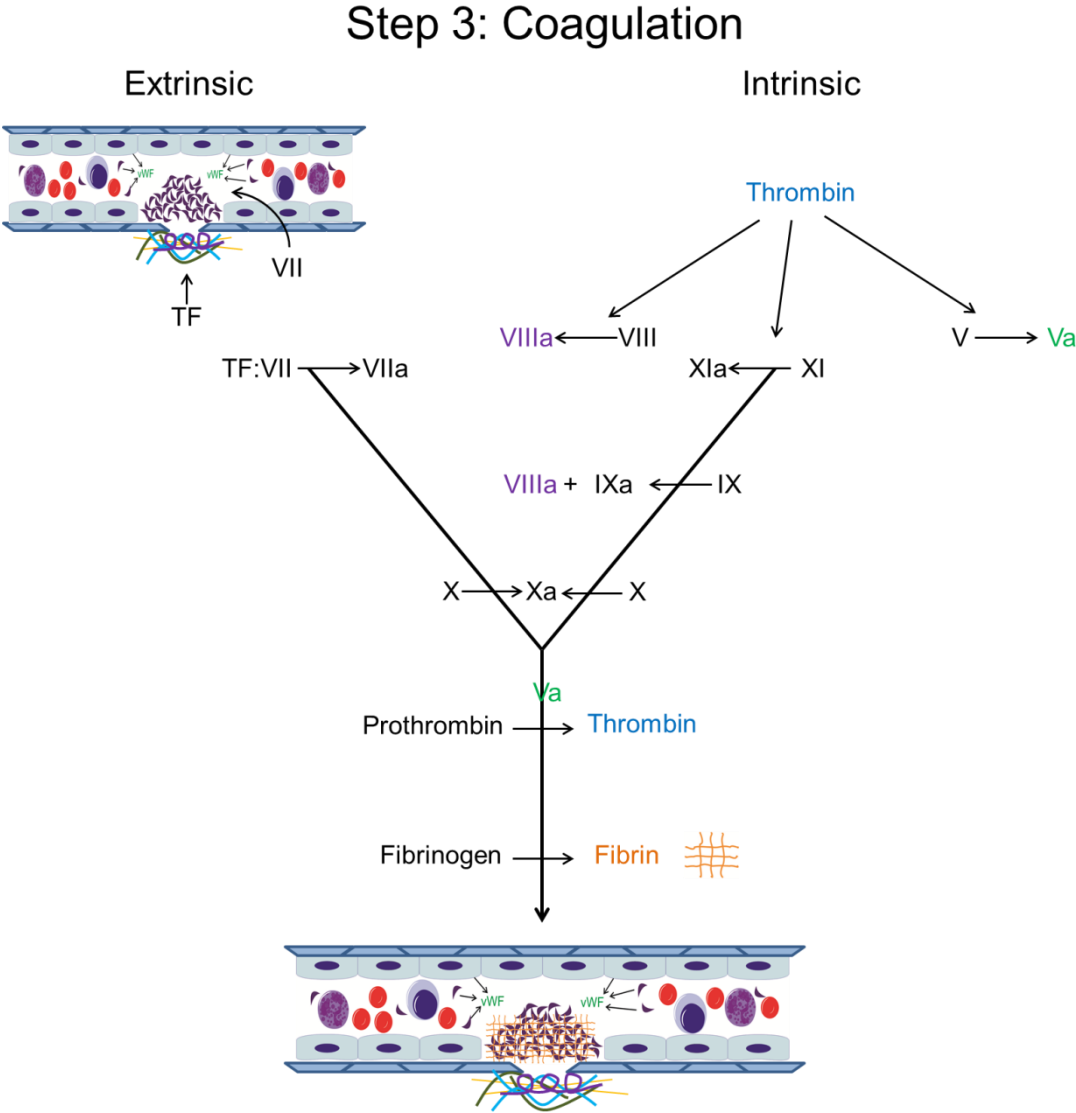 Step 3: Coagulation
Extrinsic
Intrinsic
vWF
vWF
VII
TF
Thrombin
VIIIa VIII
V Va
TF:VII VIIa
XIa XI
VIIIa + IXa IX
X Xa X
Va
Prothrombin Thrombin
Fibrinogen Fibrin
vWF
vWF